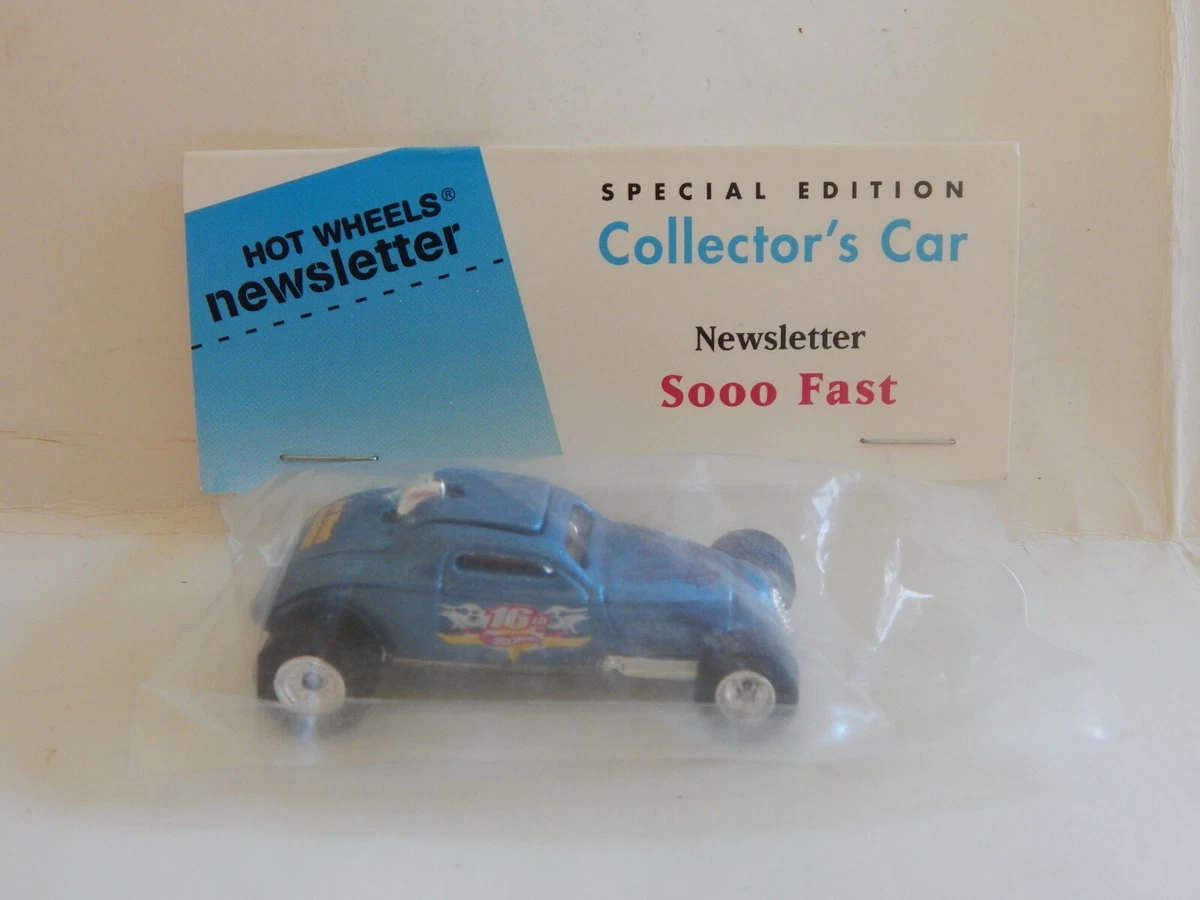 HOT WHEELS®
newsletter
SPECIAL EDITION
Collector's Car
Newsletter
Sooo Fast
16th